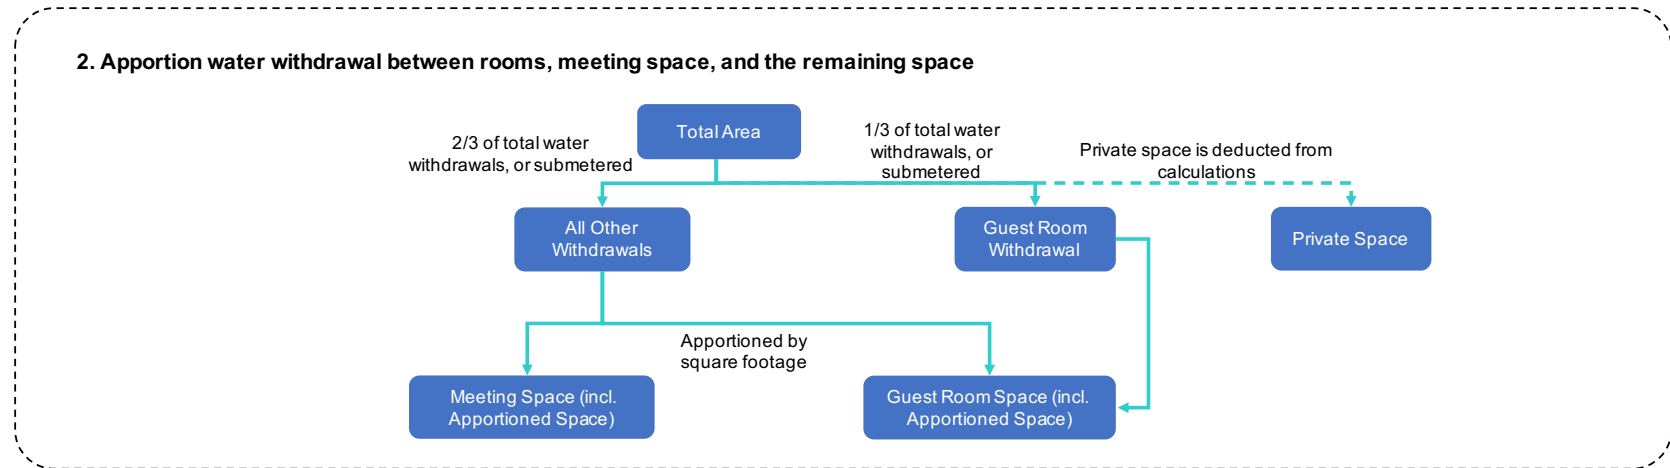 2. Apportion water withdrawal between rooms, meeting space, and the remaining space
Total Area
2/3 of total water
withdrawals, or submetered
1/3 of total water
withdrawals, or
submetered
Private space is deducted from
calculations
All Other
Withdrawals
Guest Room
Withdrawal
Private Space
Apportioned by
square footage
Meeting Space (incl.
Apportioned Space)
Guest Room Space (incl.
Apportioned Space)